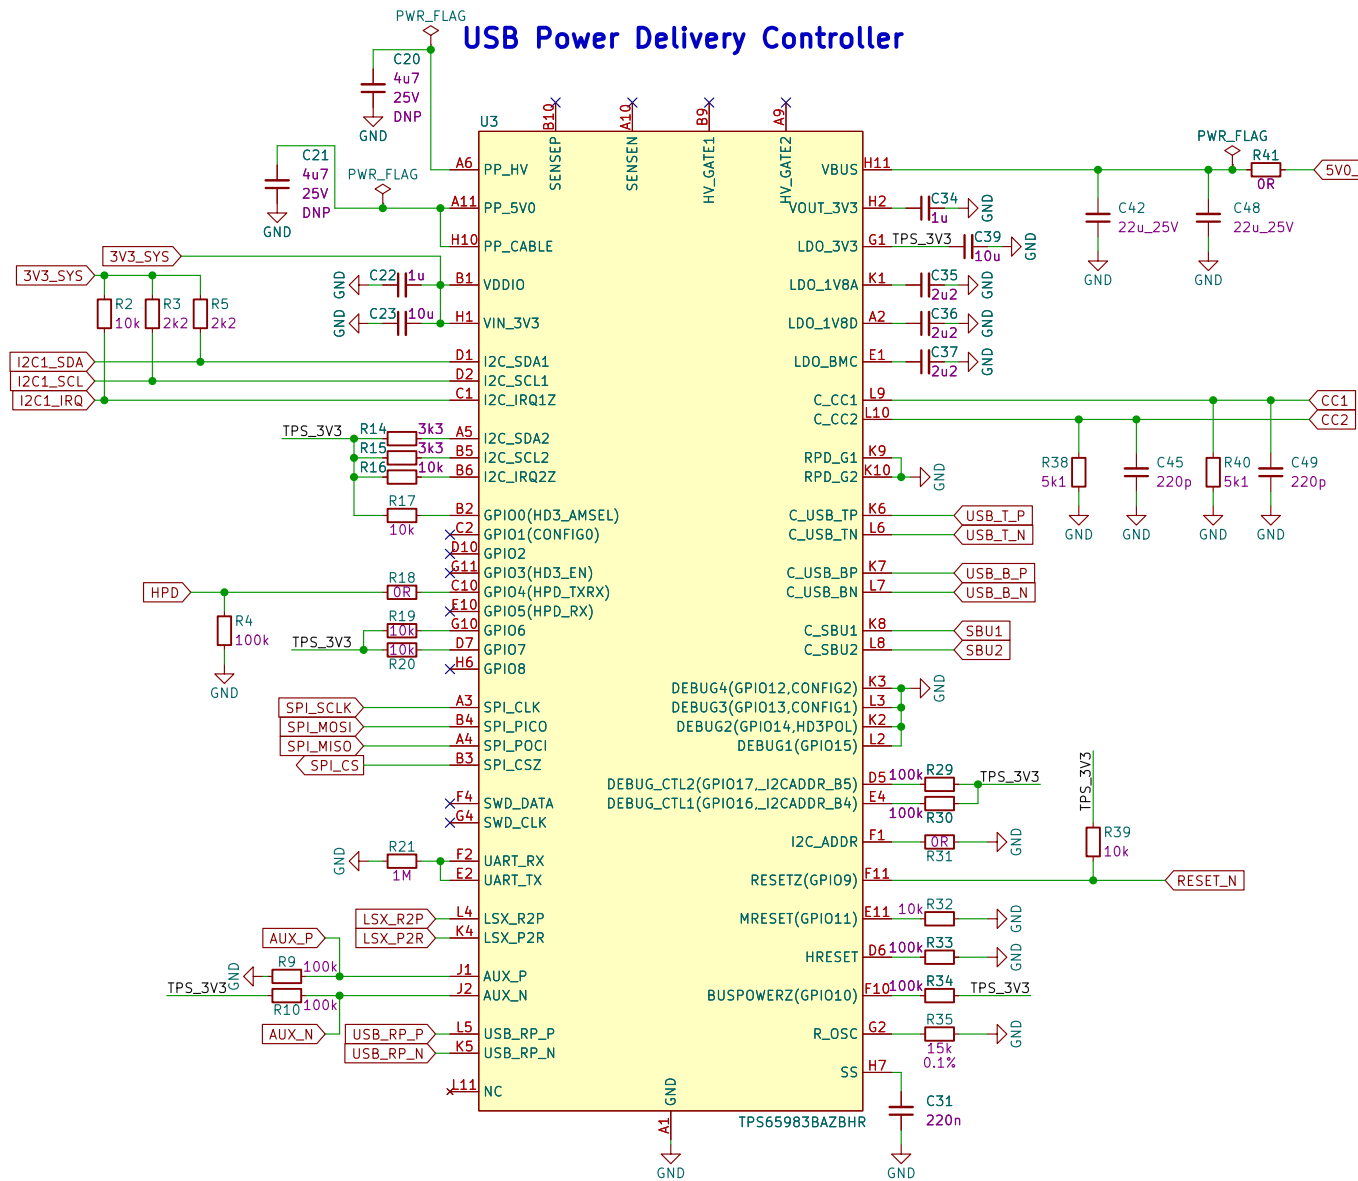 USB Power Delivery Controller
PWR_FLAG
C20
4u7
25V
DNP
GND
C21
4u7
25V
DNP
GND
PWR_FLAG
U3
B10
SENSEP
A10
SENSEN
B9
HV_GATE1
A9
HV_GATE2
A6 PP_HV
A11 PP_5V0
H10 PP_CABLE
3V3_SYS
3V3_SYS
GND C22 1u B1 VDDIO
GND C23 10u H1 VIN_3V3
R2
10k
R3
2k2
R5
2k2
I2C1_SDA D1 I2C_SDA1
I2C1_SCL D2 I2C_SCL1
I2C1_IRQ C1 I2C_IRQ1Z
TPS_3V3 R14 3k3 A5 I2C_SDA2
R15 3k3 B5 I2C_SCL2
R16 10k B6 I2C_IRQ2Z
R17
10k
B2 GPIO0(HD3_AMSEL)
C2 GPIO1(CONFIG0)
D10 GPIO2
G11 GPIO3(HD3_EN)
HPD R18 0R C10 GPIO4(HPD_TXRX)
E10 GPIO5(HPD_RX)
R4
100k
GND
R19 10k G10 GPIO6
TPS_3V3 10k R20 D7 GPIO7
H6 GPIO8
SPI_SCLK A3 SPI_CLK
SPI_MOSI B4 SPI_PICO
SPI_MISO A4 SPI_POCI
SPI_CS B3 SPI_CSZ
F4 SWD_DATA
G4 SWD_CLK
GND R21 1M F2 UART_RX
E2 UART_TX
LSX_R2P L4 LSX_R2P
LSX_P2R K4 LSX_P2R
AUX_P
GND R9 100k J1 AUX_P
TPS_3V3 R10 100k J2 AUX_N
AUX_N
USB_RP_P L5 USB_RP_P
USB_RP_N K5 USB_RP_N
L11 NC
GND
A1
GND
TPS65983BAZBHR
VBUS H11
PWR_FLAG
R41
0R
5V0_
C42
22u_25V
GND
C48
22u_25V
GND
VOUT_3V3 H2 C34 1u GND
LDO_3V3 G1 TPS_3V3 C39 10u GND
LDO_1V8A K1 C35 2u2 GND
LDO_1V8D A2 C36 2u2 GND
LDO_BMC E1 C37 2u2 GND
C_CC1 L9 CC1
C_CC2 L10 CC2
R38
5k1
GND
C45
220p
GND
R40
5k1
GND
C49
220p
GND
RPD_G1 K9
RPD_G2 K10 GND
C_USB_TP K6 USB_T_P
C_USB_TN L6 USB_T_N
C_USB_BP K7 USB_B_P
C_USB_BN L7 USB_B_N
C_SBU1 K8 SBU1
C_SBU2 L8 SBU2
DEBUG4(GPIO12,CONFIG2) K3 GND
DEBUG3(GPIO13,CONFIG1) L3
DEBUG2(GPIO14,HD3POL) K2
DEBUG1(GPIO15) L2
DEBUG_CTL2(GPIO17,_I2CADDR_B5) D5 100k R29 TPS_3V3
DEBUG_CTL1(GPIO16,_I2CADDR_B4) E4 100k R30
I2C_ADDR F1 0R R31 GND
TPS_3V3
R39
10k
RESETZ(GPIO9) F11 RESET_N
MRESET(GPIO11) E11 10k R32 GND
HRESET D6 100k R33 GND
BUSPOWERZ(GPIO10) F10 100k R34 TPS_3V3
R_OSC G2 R35 GND
15k
0.1%
SS H7
C31
220n
GND